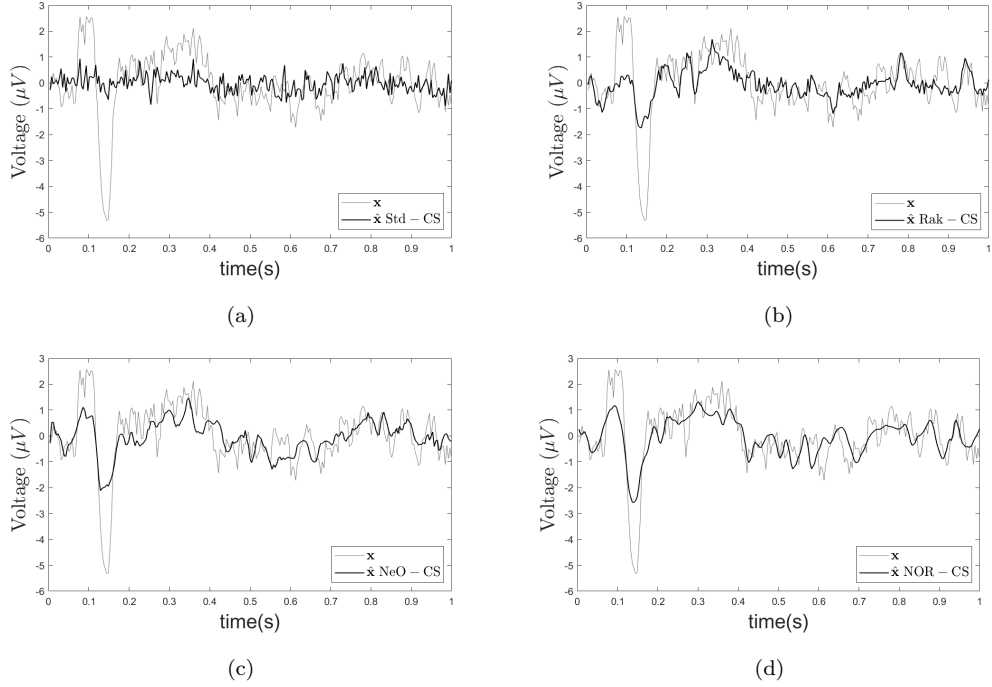 3
2
1
0
-1
-2
-3
-4
-5
-6
Voltage (μV)
x
x̂ Std − CS
0 0.1 0.2 0.3 0.4 0.5 0.6 0.7 0.8 0.9 1
time(s)
(a)
3
2
1
0
-1
-2
-3
-4
-5
-6
Voltage (μV)
x
x̂ Rak − CS
0 0.1 0.2 0.3 0.4 0.5 0.6 0.7 0.8 0.9 1
time(s)
(b)
3
2
1
0
-1
-2
-3
-4
-5
-6
Voltage (μV)
x
x̂ NeO − CS
0 0.1 0.2 0.3 0.4 0.5 0.6 0.7 0.8 0.9 1
time(s)
(c)
3
2
1
0
-1
-2
-3
-4
-5
-6
Voltage (μV)
x
x̂ NOR − CS
0 0.1 0.2 0.3 0.4 0.5 0.6 0.7 0.8 0.9 1
time(s)
(d)